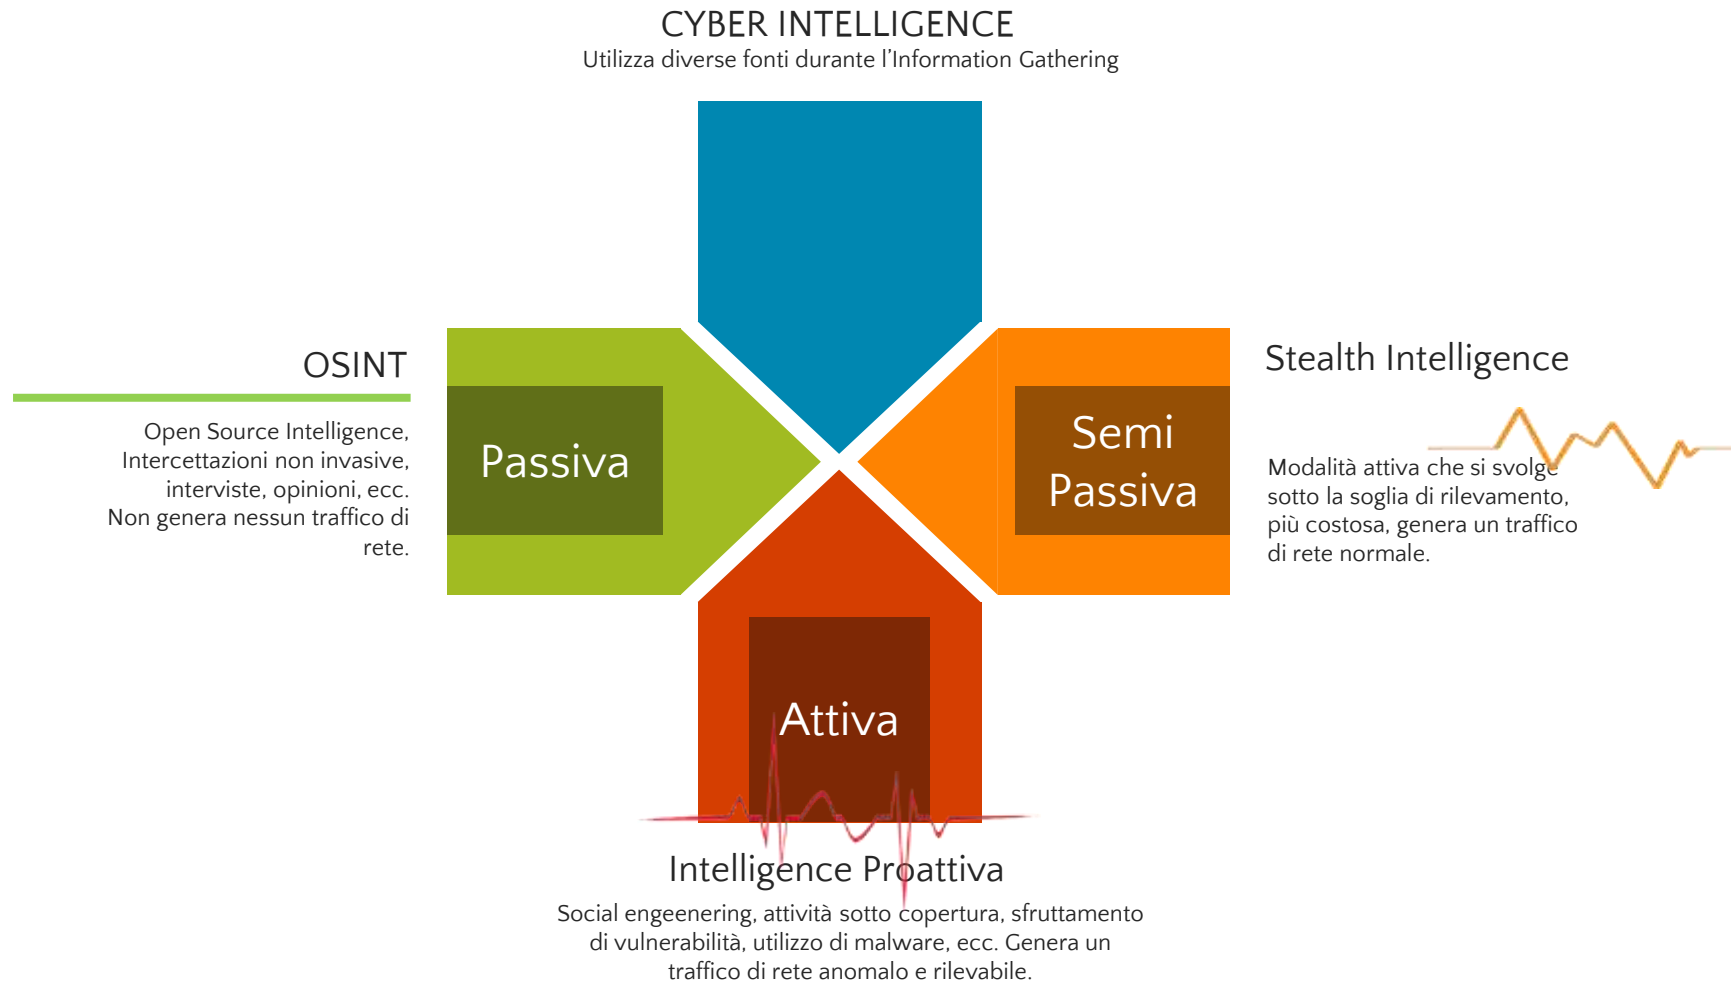 CYBER INTELLIGENCE
Utilizza diverse fonti durante l'Information Gathering
OSINT
Open Source Intelligence,
Intercettazioni non invasive,
interviste, opinioni, ecc.
Non genera nessun traffico di
rete.
Passiva
Semi
Passiva
Stealth Intelligence
Modalità attiva che si svolge
sotto la soglia di rilevamento,
più costosa, genera un traffico
di rete normale.
Attiva
Intelligence Proattiva
Social engeenering, attività sotto copertura, sfruttamento
di vulnerabilità, utilizzo di malware, ecc. Genera un
traffico di rete anomalo e rilevabile.